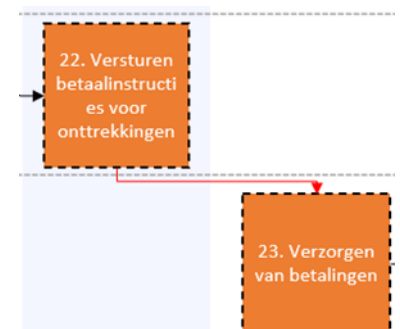 22. Versturen
betaalinstructi
es voor
onttrekkingen
23. Verzorgen
van betalingen